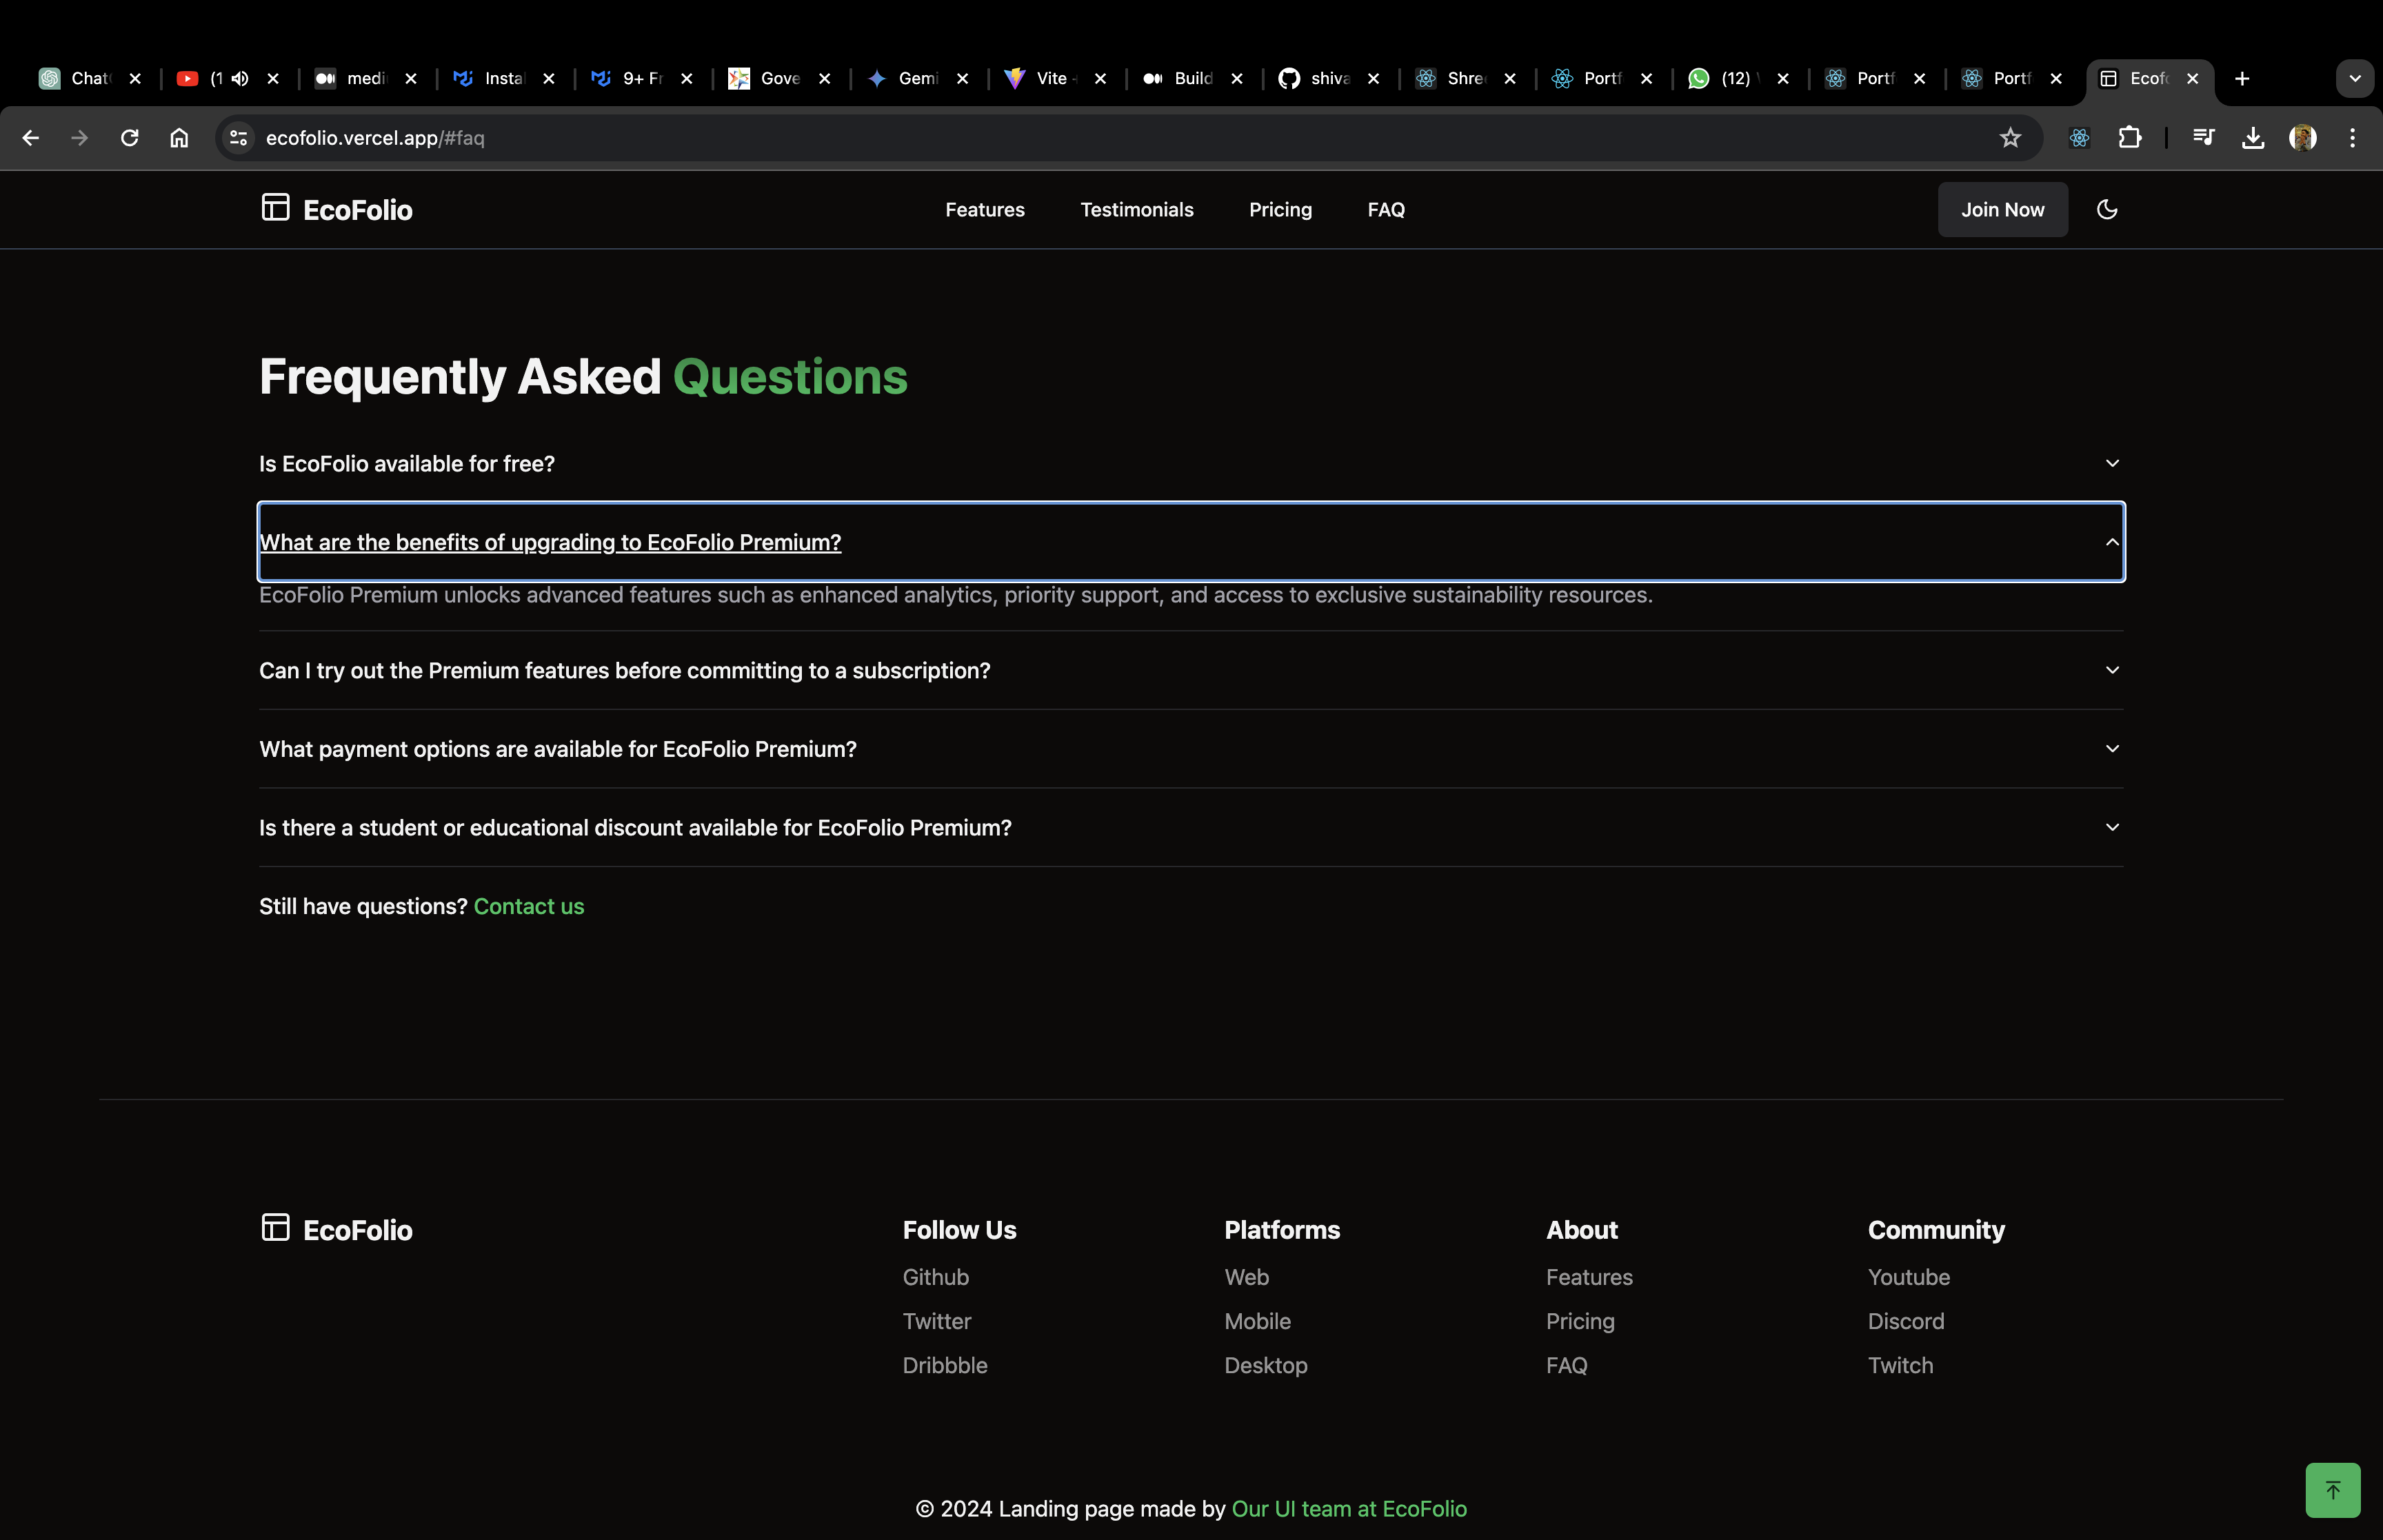 Chat
(1
medi
Insta
9+ Fr
Gove
Gemi
Vite
Build
shiva
Shre
Portf
(12)
Portf
Portf
Ecofo
ecofolio.vercel.app/#faq
EcoFolio
Features
Testimonials
Pricing
FAQ
Join Now
Frequently Asked Questions
Is EcoFolio available for free?
What are the benefits of upgrading to EcoFolio Premium?
EcoFolio Premium unlocks advanced features such as enhanced analytics, priority support, and access to exclusive sustainability resources.
Can I try out the Premium features before committing to a subscription?
What payment options are available for EcoFolio Premium?
Is there a student or educational discount available for EcoFolio Premium?
Still have questions? Contact us
EcoFolio
Follow Us
Github
Twitter
Dribbble
Platforms
Web
Mobile
Desktop
About
Features
Pricing
FAQ
Community
Youtube
Discord
Twitch
© 2024 Landing page made by Our UI team at EcoFolio